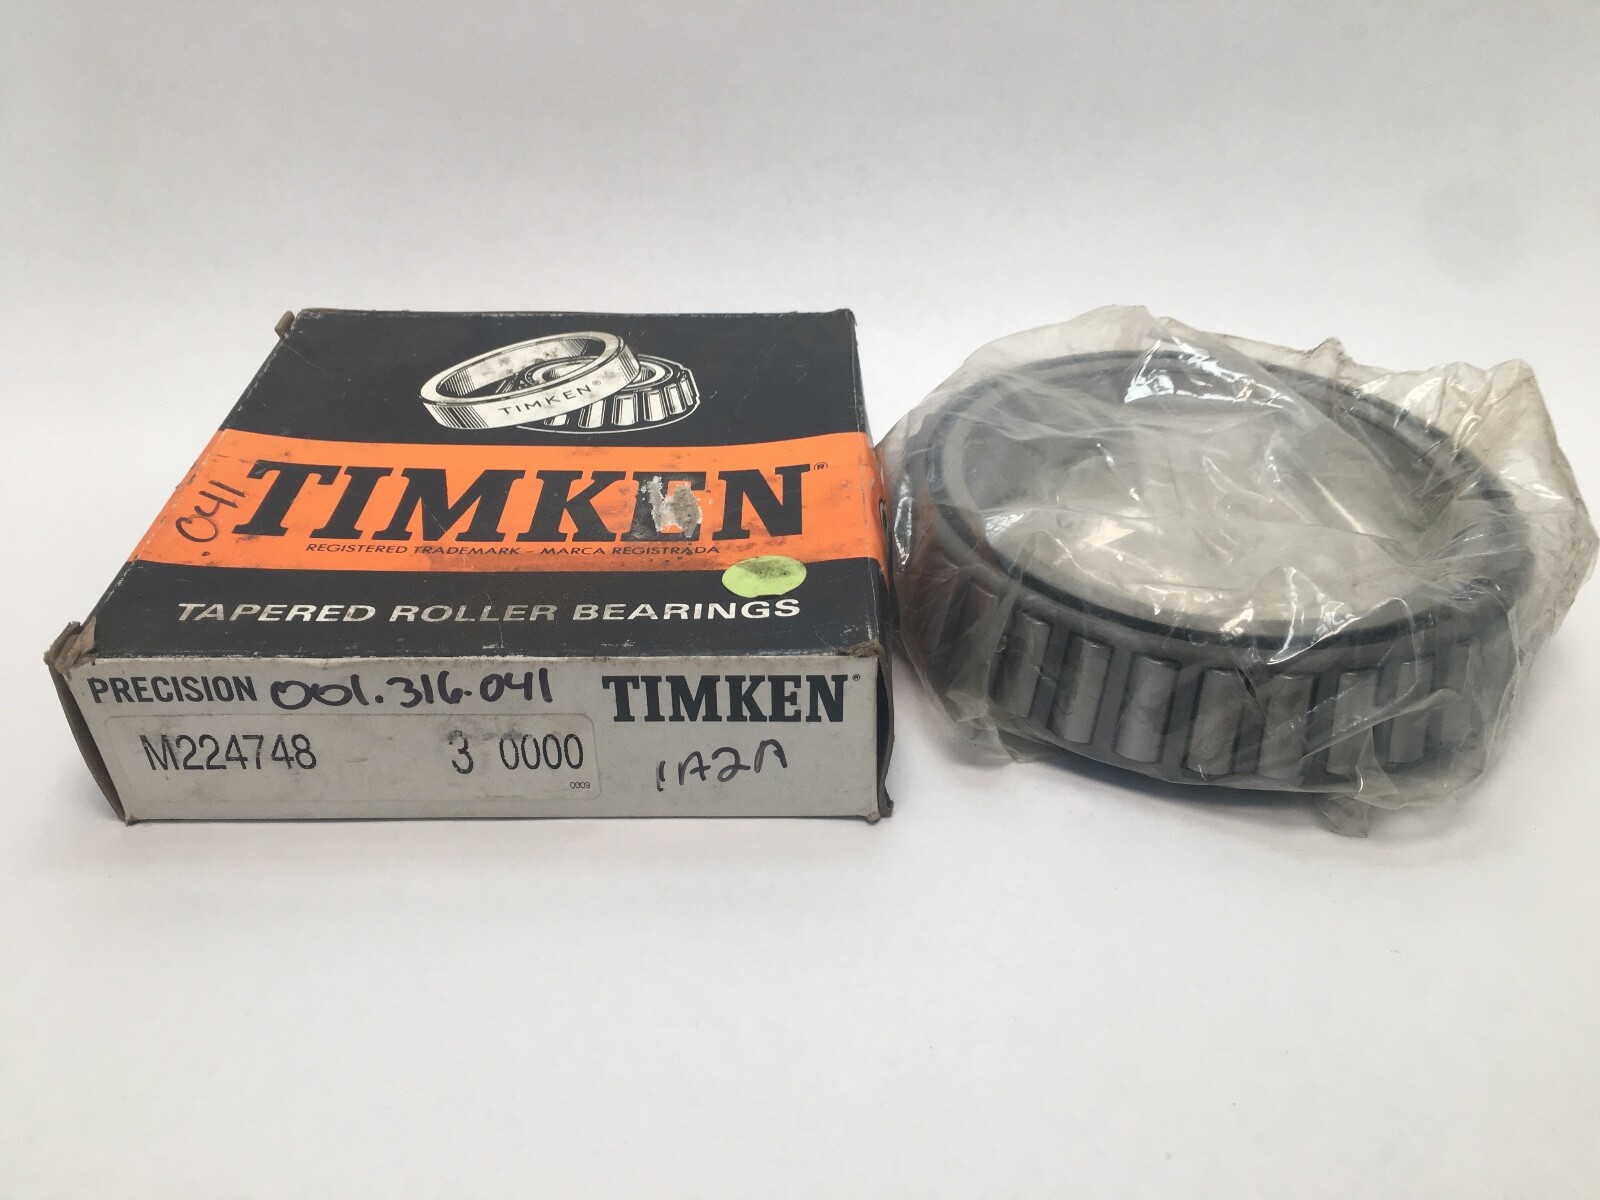 TIMKEN®
041
TIMKEN®
REGISTERED TRADEMARK - MARCA REGISTRADA
TAPERED ROLLER BEARINGS
PRECISION 001.316.041 TIMKEN®
M224748 3 0000
0009
1A2A